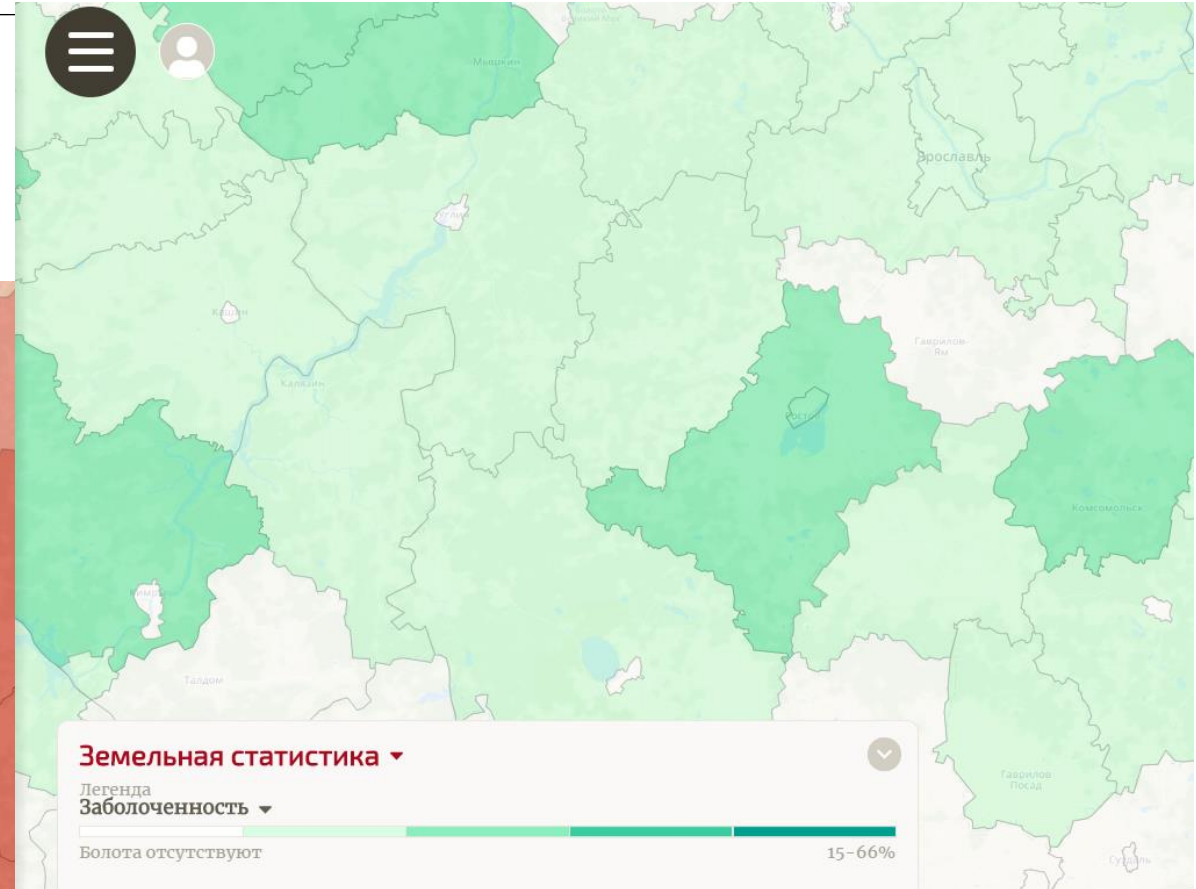 Мышкин
Ярославль
Кашин
Гаврилов-
Ям
Калязин
Ростов
Комсомольск
Кимры
Талдом
Земельная статистика
Легенда
Заболоченность
Болота отсутствуют
15-66%
Гаврилов
Посад
Суздаль